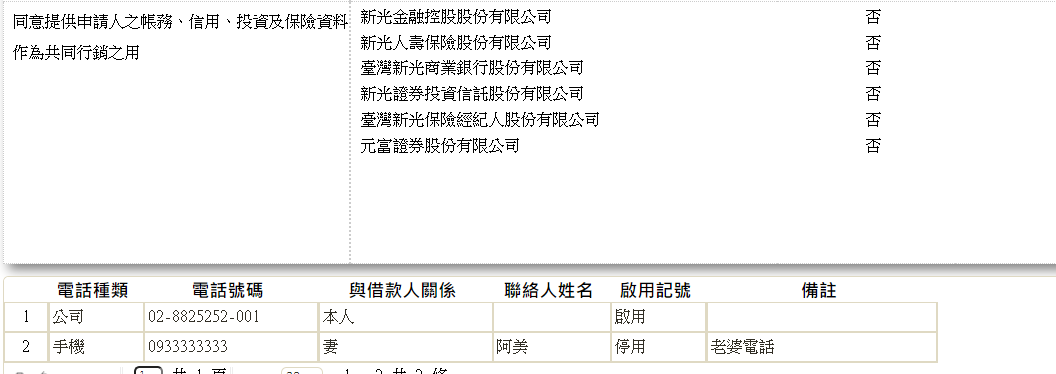 同意提供申請人之帳務、信用、投資及保險資料
作為共同行銷之用
新光金融控股股份有限公司 否
新光人壽保險股份有限公司 否
臺灣新光商業銀行股份有限公司 否
新光證券投資信託股份有限公司 否
臺灣新光保險經紀人股份有限公司 否
元富證券股份有限公司 否
電話種類 電話號碼 與借款人關係 聯絡人姓名 啟用記號 備註
1 公司 02-8825252-001 本人 啟用
2 手機 0933333333 妻 阿美 停用 老婆電話